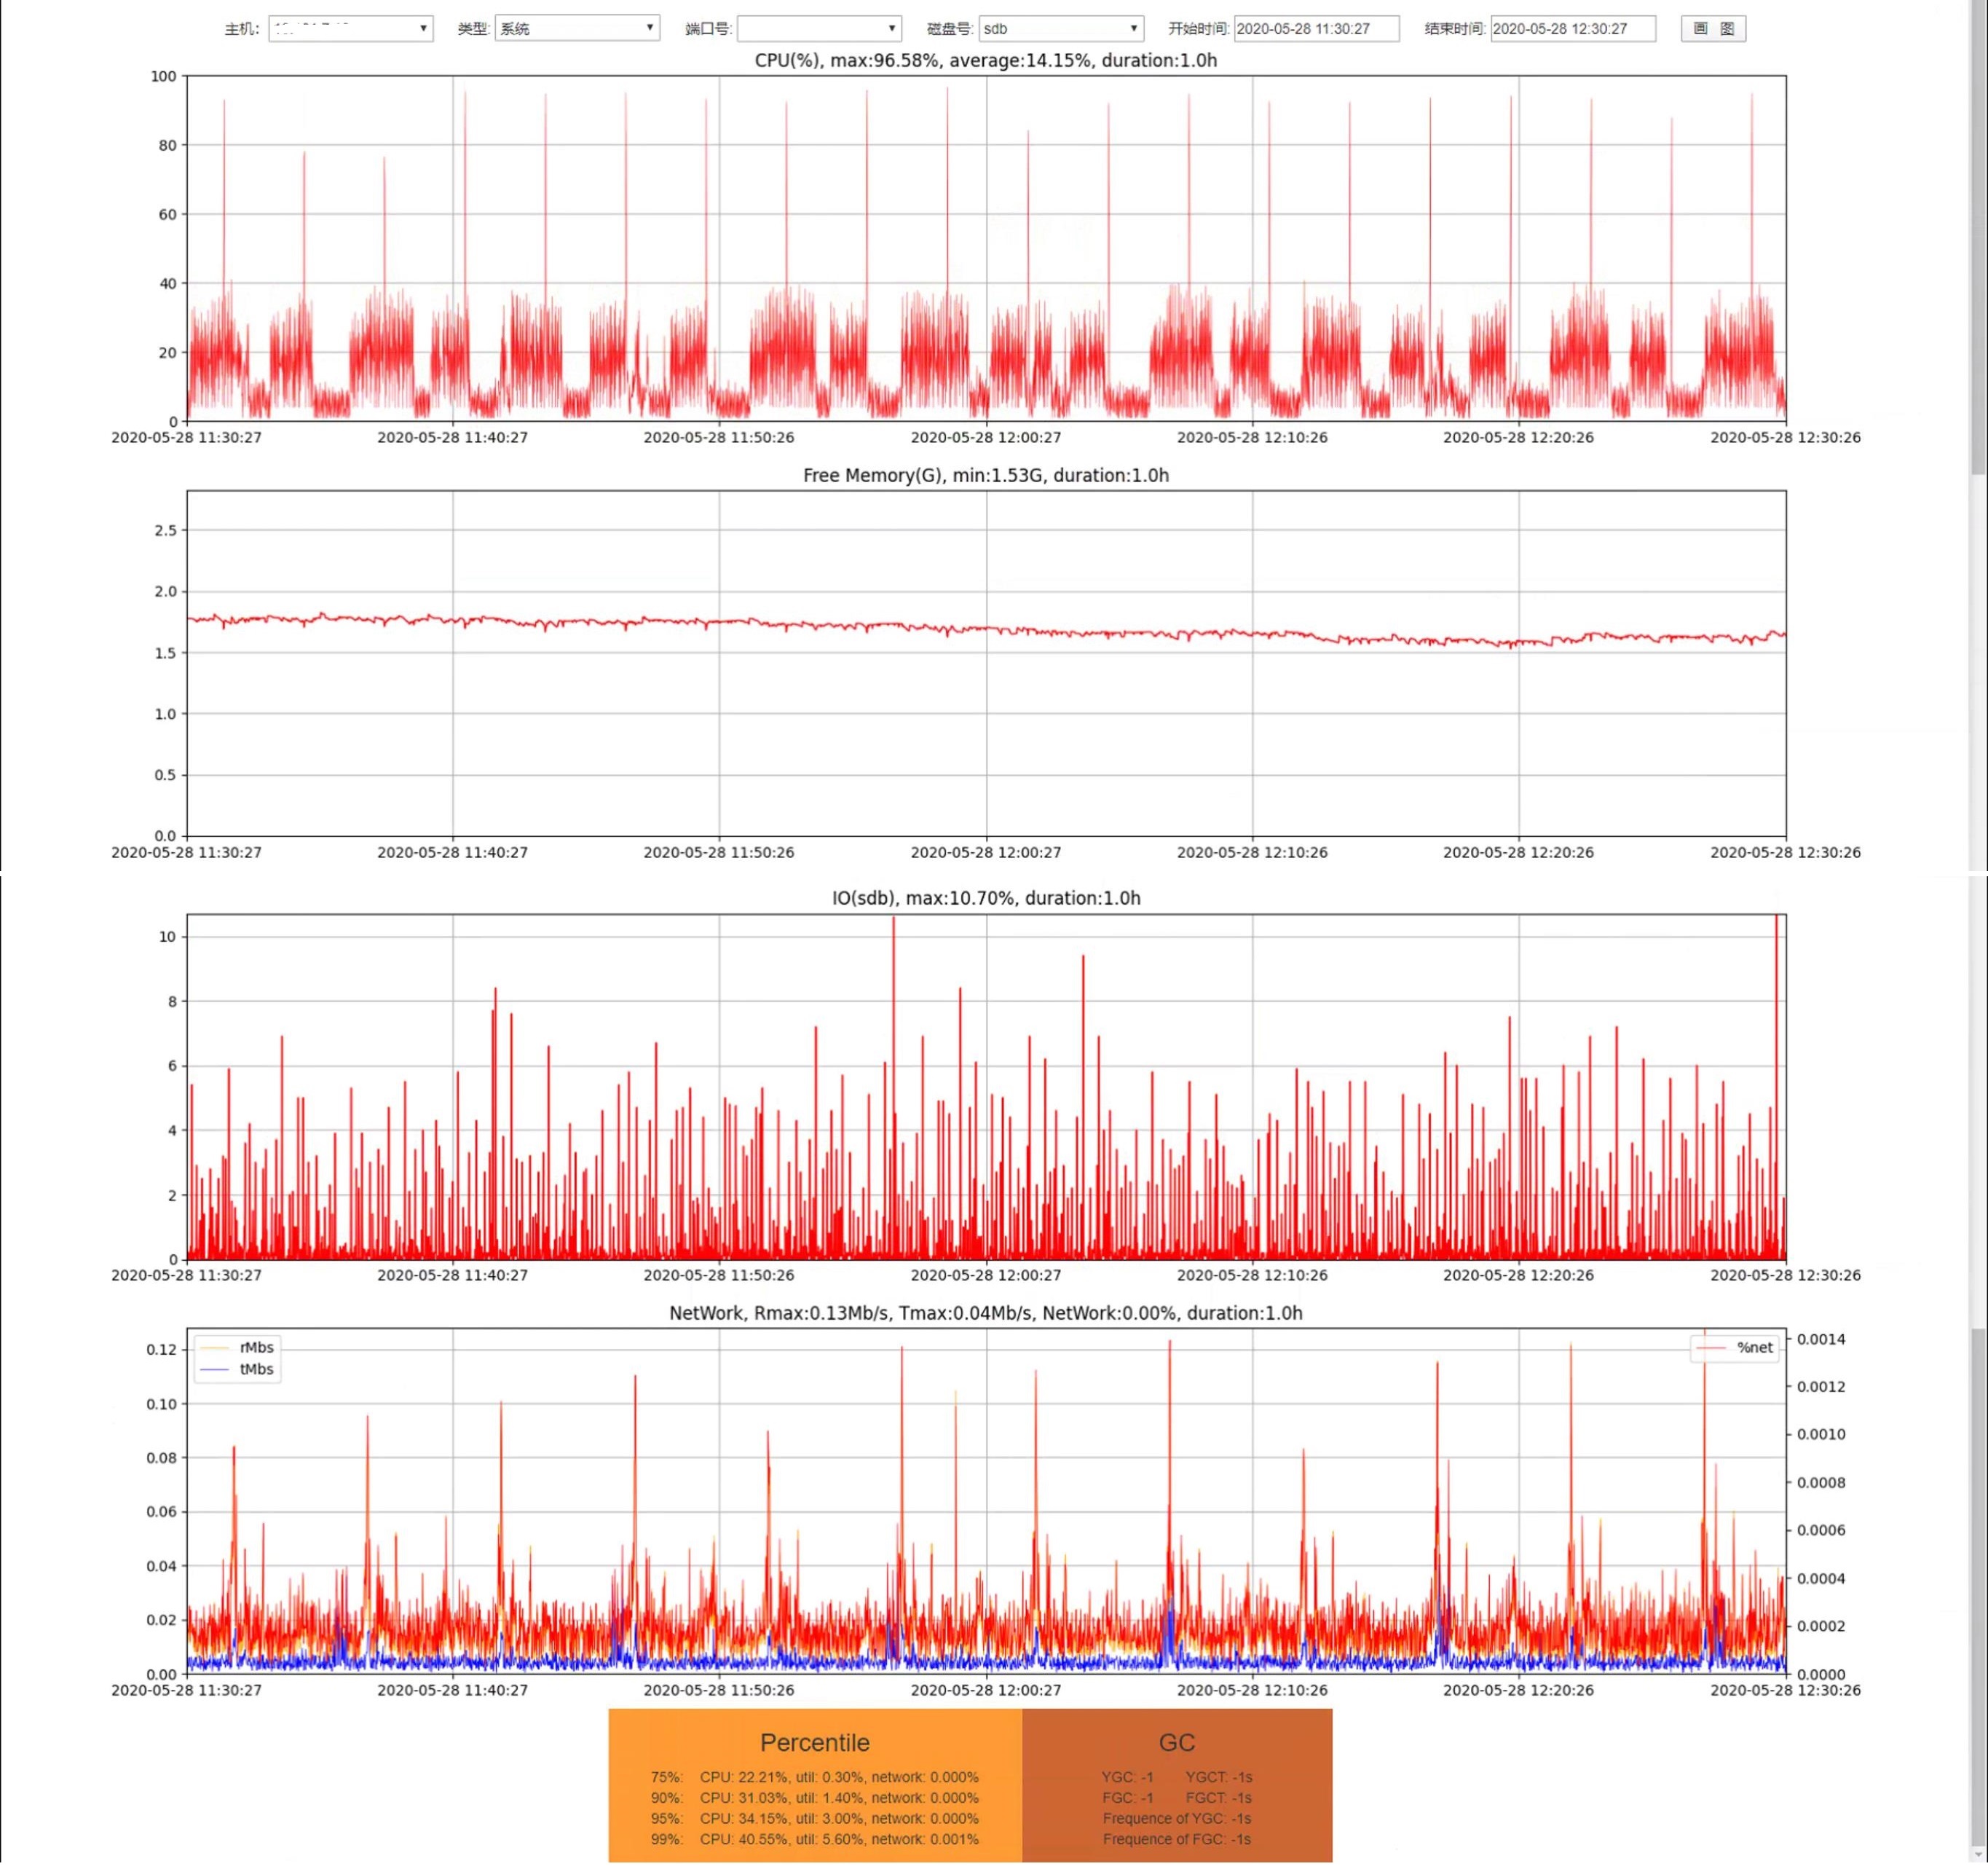 主机: 类型: 系统 端口号: 磁盘号: sdb 开始时间: 2020-05-28 11:30:27 结束时间: 2020-05-28 12:30:27 画 图
CPU(%), max:96.58%, average:14.15%, duration:1.0h
100
80
60
40
20
0
2020-05-28 11:30:27 2020-05-28 11:40:27 2020-05-28 11:50:26 2020-05-28 12:00:27 2020-05-28 12:10:26 2020-05-28 12:20:26 2020-05-28 12:30:26
Free Memory(G), min:1.53G, duration:1.0h
2.5
2.0
1.5
1.0
0.5
0.0
2020-05-28 11:30:27 2020-05-28 11:40:27 2020-05-28 11:50:26 2020-05-28 12:00:27 2020-05-28 12:10:26 2020-05-28 12:20:26 2020-05-28 12:30:26
IO(sdb), max:10.70%, duration:1.0h
10
8
6
4
2
0
2020-05-28 11:30:27 2020-05-28 11:40:27 2020-05-28 11:50:26 2020-05-28 12:00:27 2020-05-28 12:10:26 2020-05-28 12:20:26 2020-05-28 12:30:26
NetWork, Rmax:0.13Mb/s, Tmax:0.04Mb/s, NetWork:0.00%, duration:1.0h
rMbs
tMbs
%net
0.12
0.10
0.08
0.06
0.04
0.02
0.00
0.0014
0.0012
0.0010
0.0008
0.0006
0.0004
0.0002
0.0000
2020-05-28 11:30:27 2020-05-28 11:40:27 2020-05-28 11:50:26 2020-05-28 12:00:27 2020-05-28 12:10:26 2020-05-28 12:20:26 2020-05-28 12:30:26
Percentile
75%: CPU: 22.21%, util: 0.30%, network: 0.000%
90%: CPU: 31.03%, util: 1.40%, network: 0.000%
95%: CPU: 34.15%, util: 3.00%, network: 0.000%
99%: CPU: 40.55%, util: 5.60%, network: 0.001%
GC
YGC: -1 YGCT: -1s
FGC: -1 FGCT: -1s
Frequence of YGC: -1s
Frequence of FGC: -1s